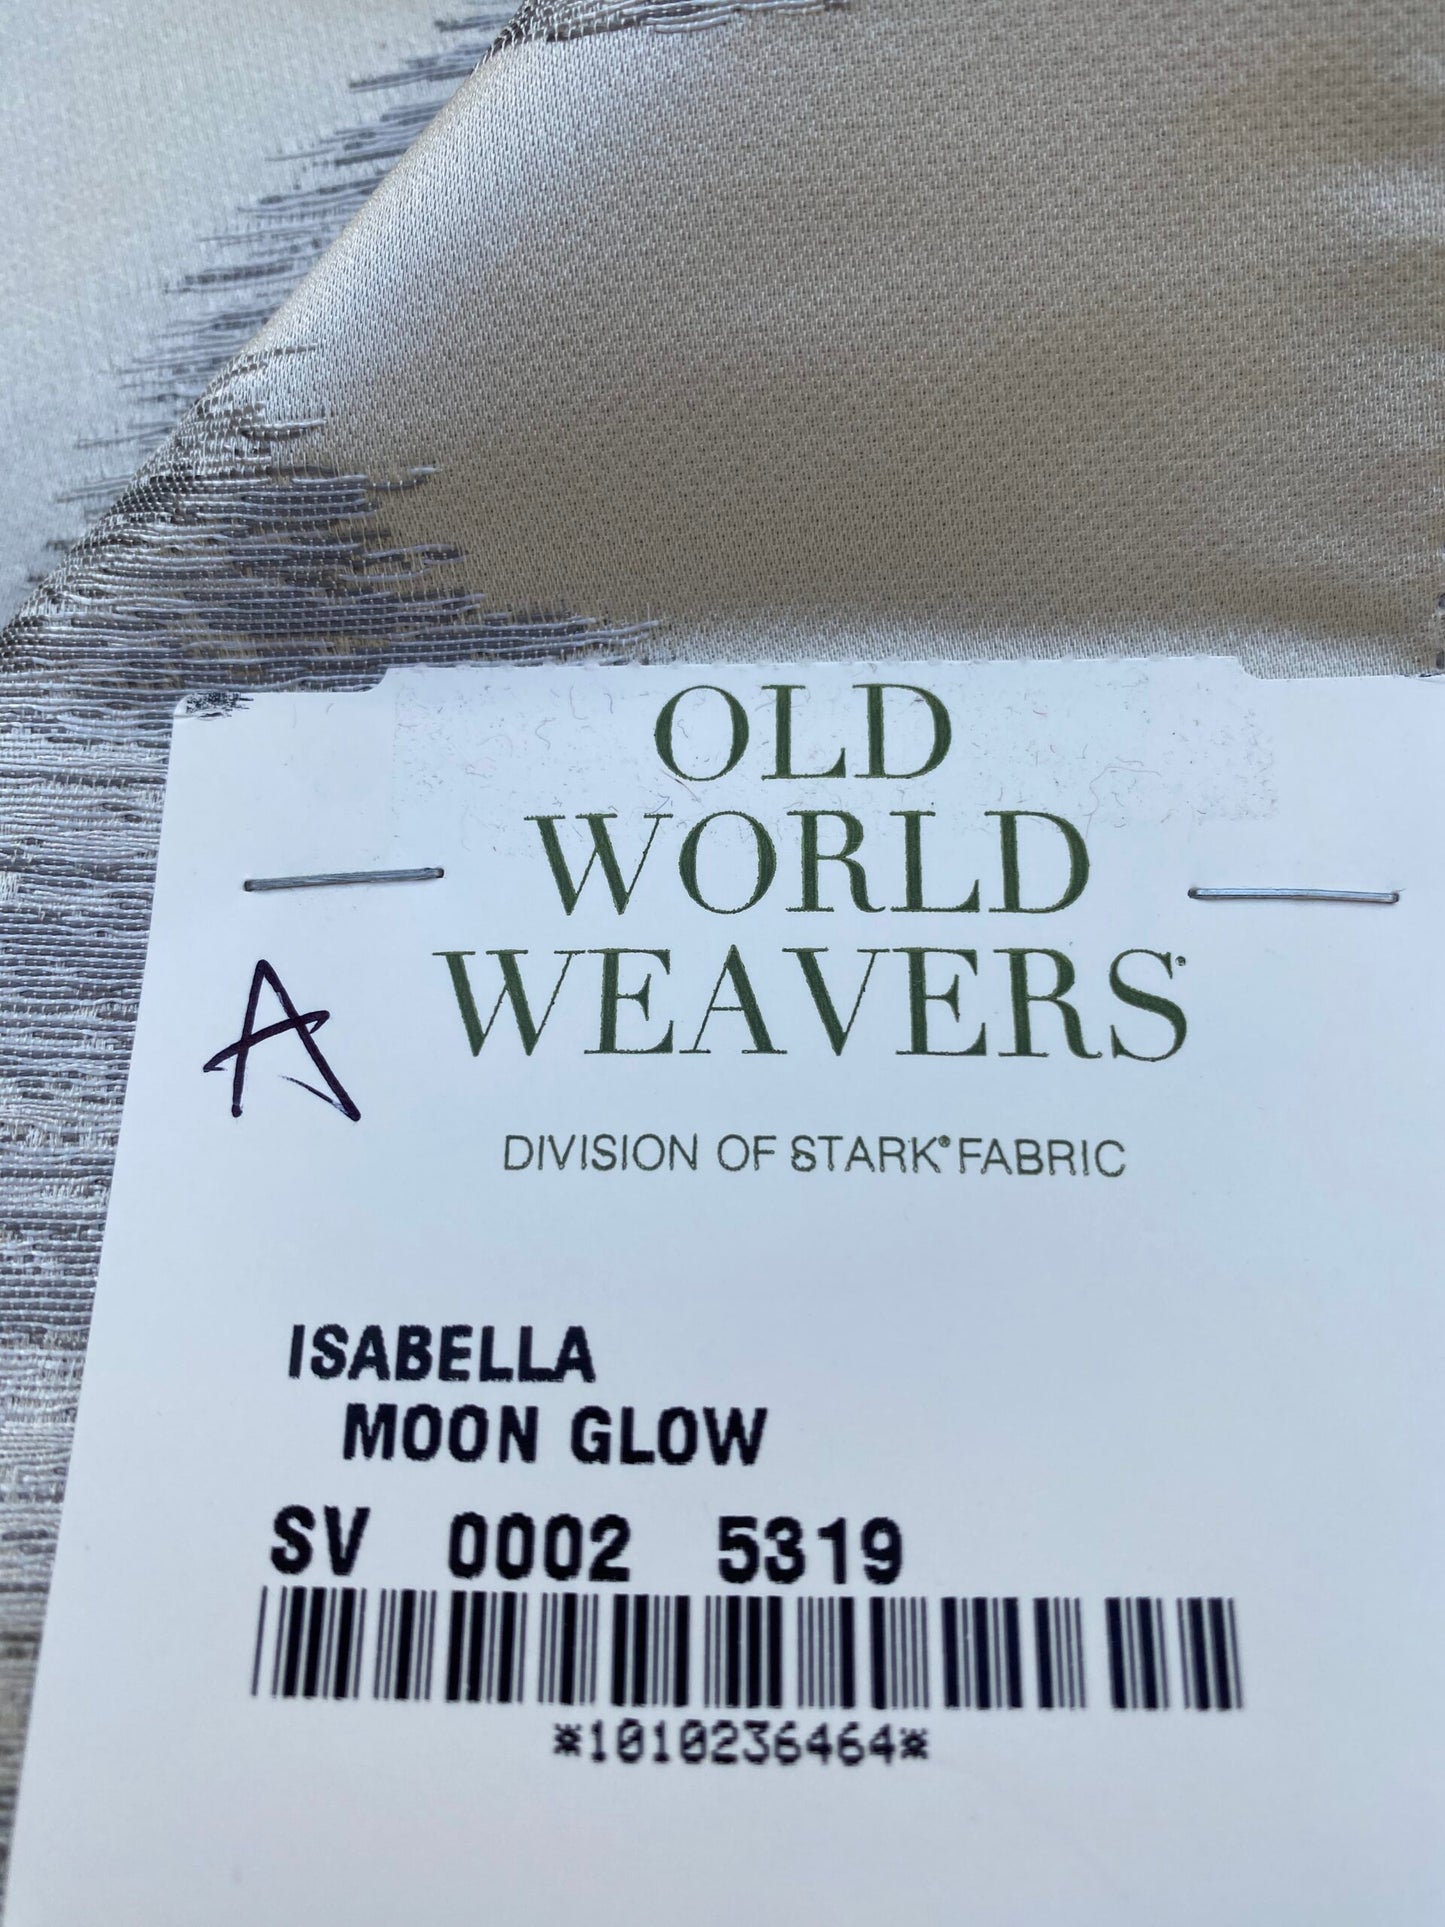 OLD
WORLD
WEAVERS
A
DIVISION OF STARK® FABRIC
ISABELLA
MOON GLOW
SV 0002 5319
*1010236464*